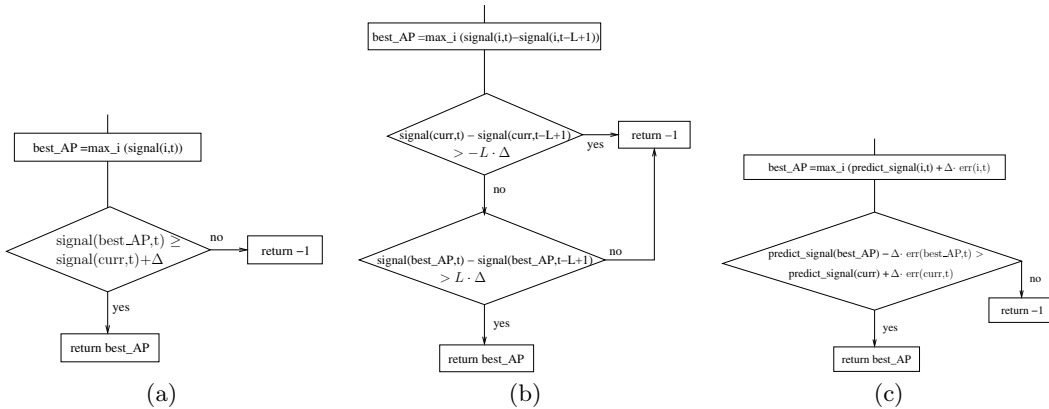 best_AP =max_i (signal(i,t))
signal(best_AP,t) ≥
signal(curr,t)+Δ
no
return −1
yes
return best_AP
(a)
best_AP =max_i (signal(i,t)−signal(i,t−L+1))
signal(curr,t) − signal(curr,t−L+1)
> −L · Δ
yes
return −1
no
signal(best_AP,t) − signal(best_AP,t−L+1)
> L · Δ
no
yes
return best_AP
(b)
best_AP=max_i (predict_signal(i,t) + Δ· err(i,t)
predict_signal(best_AP) − Δ· err(best_AP,t) >
predict_signal(curr) + Δ· err(curr,t)
no
return −1
yes
return best_AP
(c)